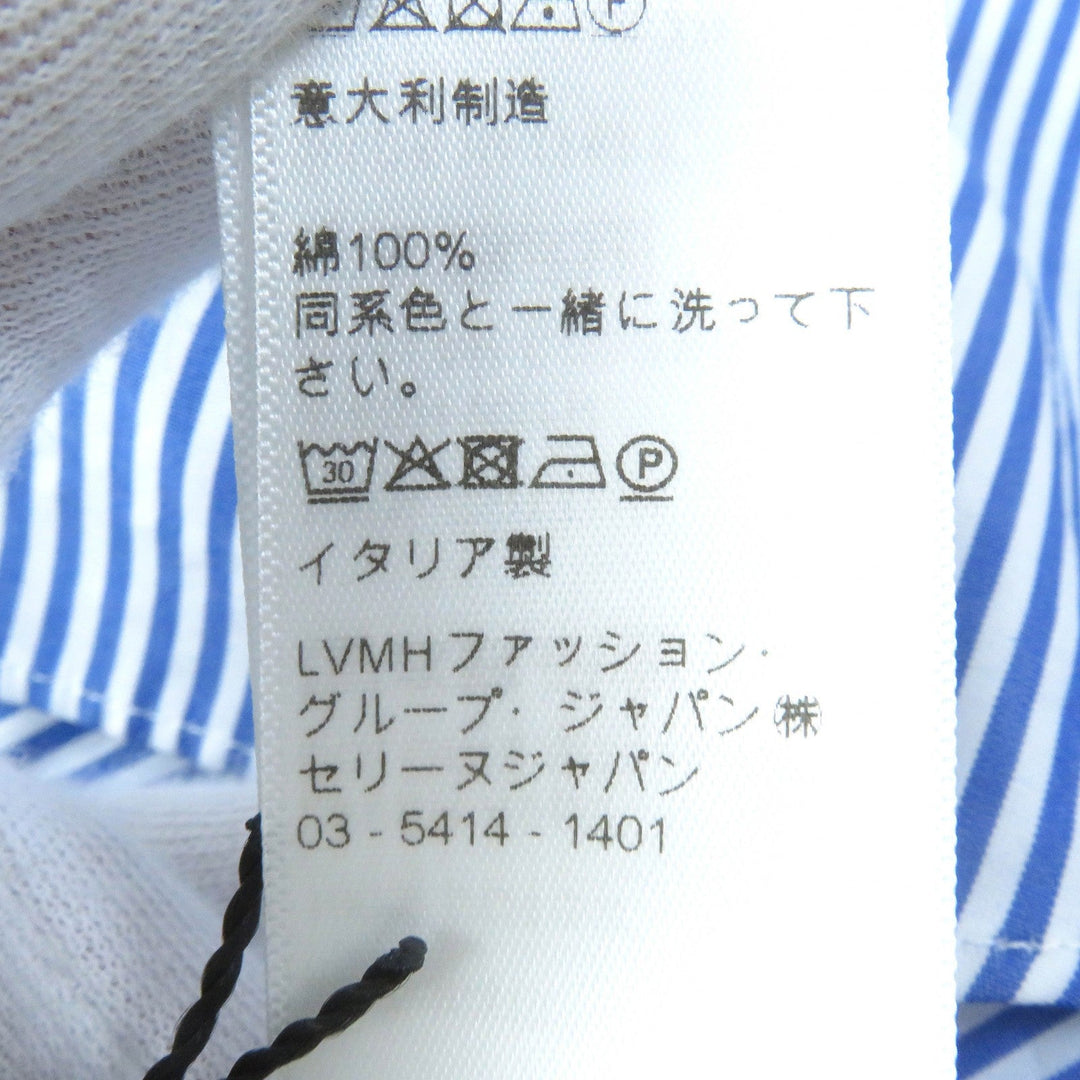 意大利制造
綿100%
同系色と一緒に洗って下
さい。
30 P
イタリア製
LVMHファッション·
グループ· ジャパン㈱
セリーヌジャパン
03 - 5414 - 1401